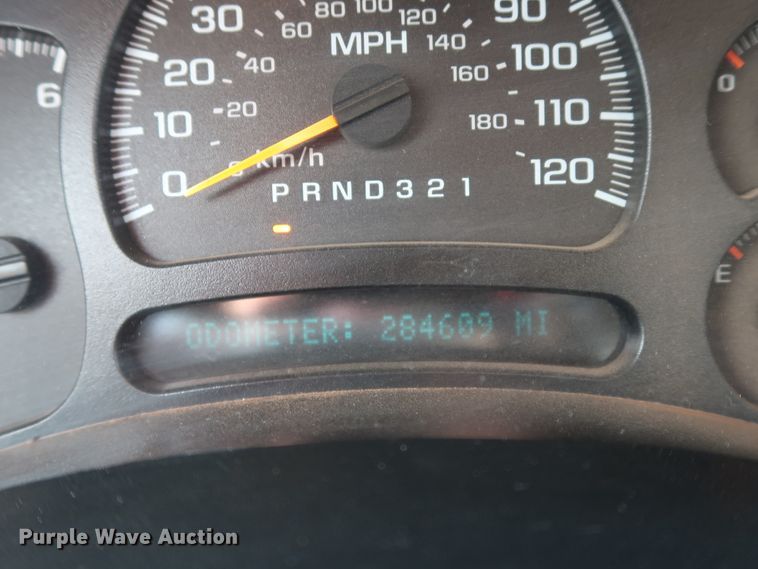 80 100 120
30 60 90
MPH 140
20 40 160 100
6
20
10 180 110
0 km/h 120
PRND321
0
E
ODOMETER: 284609 MI
Purple Wave Auction